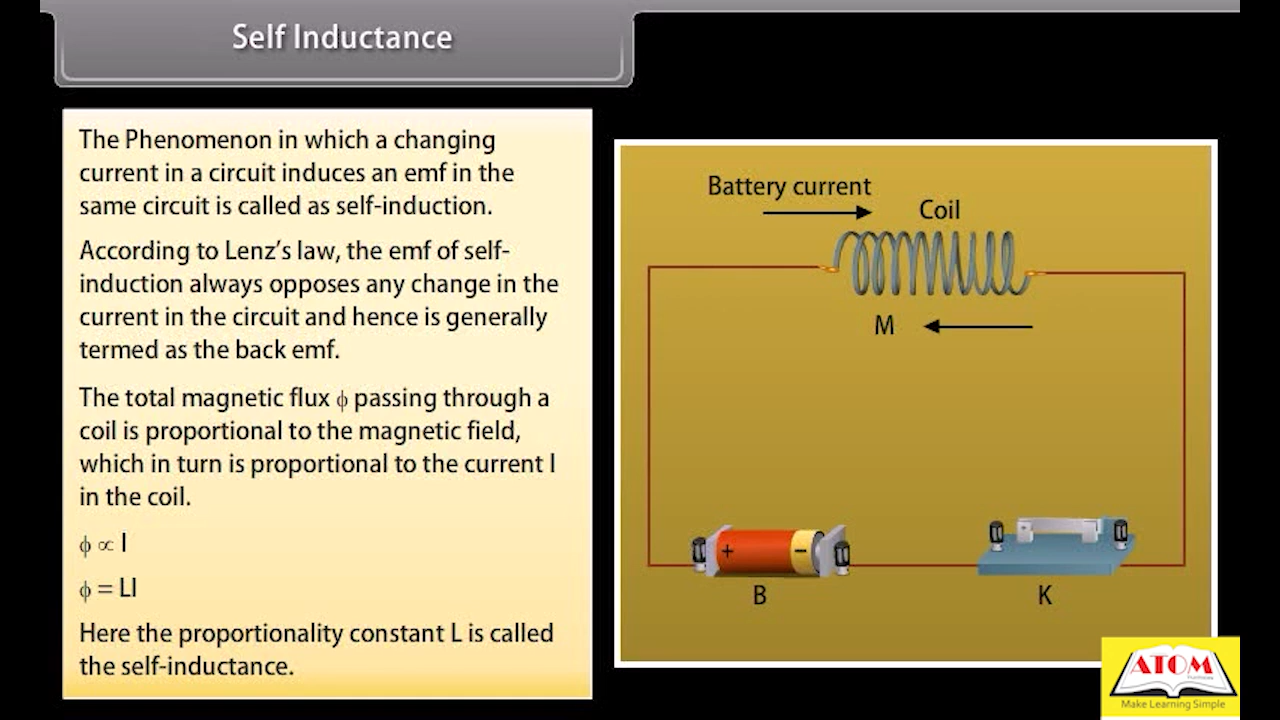 Self Inductance
The Phenomenon in which a changing
current in a circuit induces an emf in the
same circuit is called as self-induction.
According to Lenz’s law, the emf of self-
induction always opposes any change in the
current in the circuit and hence is generally
termed as the back emf.
The total magnetic flux ϕ passing through a
coil is proportional to the magnetic field,
which in turn is proportional to the current I
in the coil.
ϕ ∝ I
ϕ = LI
Here the proportionality constant L is called
the self-inductance.
Battery current
Coil
M
+ −
B
K
ATOM
Make Learning Simple